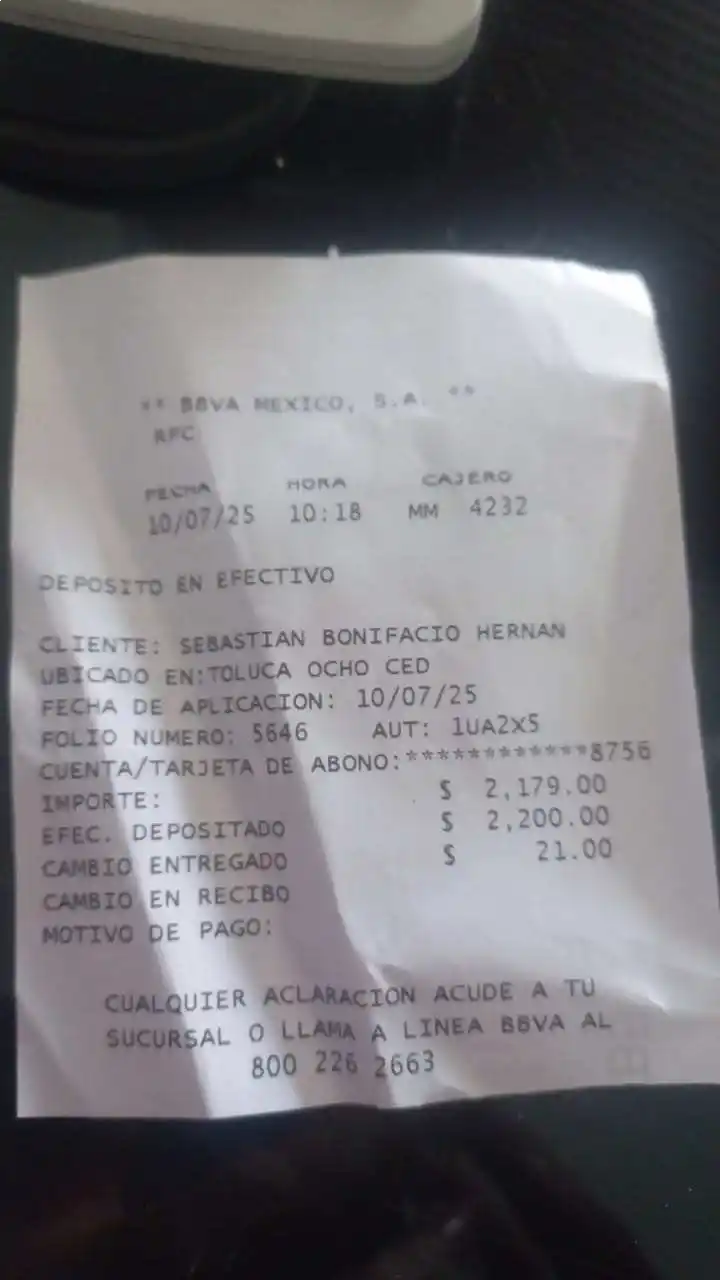 ** BBVA MEXICO, S.A. **
RFC
FECHA HORA CAJERO
10/07/25 10:18 MM 4232
DEPOSITO EN EFECTIVO
CLIENTE: SEBASTIAN BONIFACIO HERNAN
UBICADO EN:TOLUCA OCHO CED
FECHA DE APLICACION: 10/07/25
FOLIO NUMERO: 5646 AUT: 1UA2X5
CUENTA/TARJETA DE ABONO:************8756
IMPORTE: $ 2,179.00
EFEC. DEPOSITADO $ 2,200.00
CAMBIO ENTREGADO $ 21.00
CAMBIO EN RECIBO
MOTIVO DE PAGO:
CUALQUIER ACLARACION ACUDE A TU
SUCURSAL O LLAMA A LINEA BBVA AL
800 226 2663